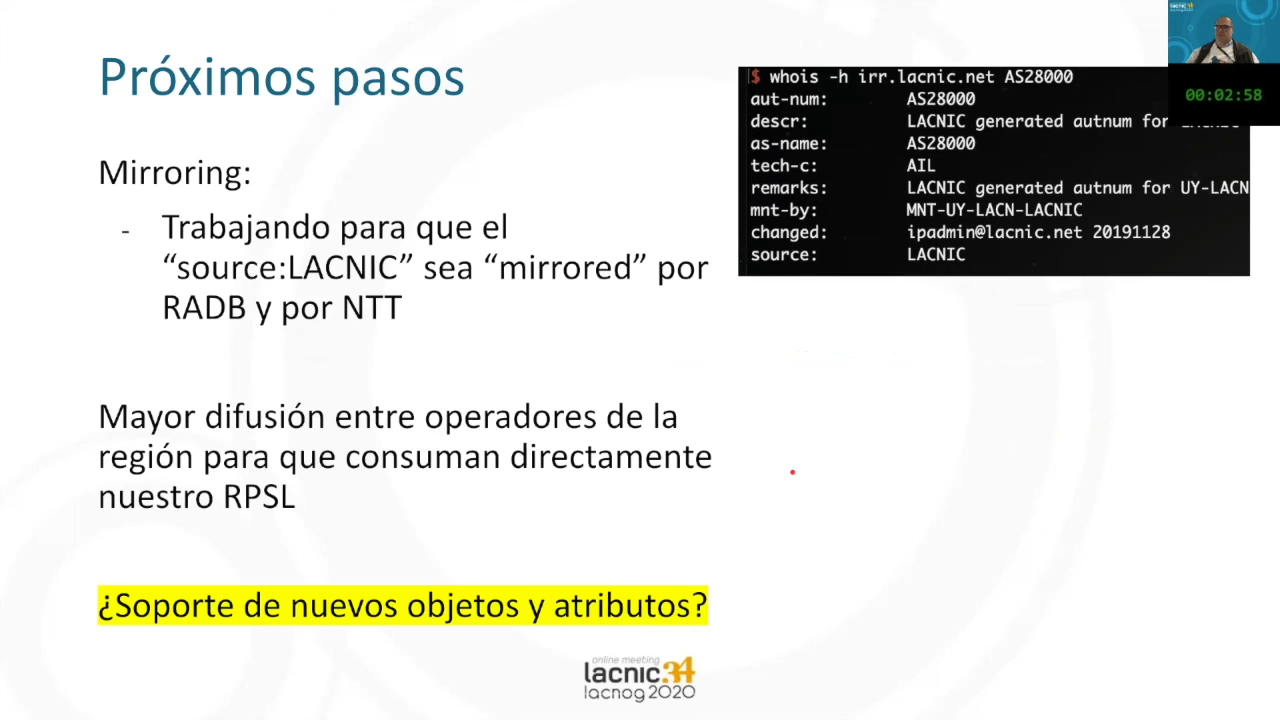 Próximos pasos
Mirroring:
- Trabajando para que el
“source:LACNIC” sea “mirrored” por
RADB y por NTT
Mayor difusión entre operadores de la
región para que consuman directamente
nuestro RPSL
¿Soporte de nuevos objetos y atributos?
$ whois -h irr.lacnic.net AS28000
aut-num: AS28000
descr: LACNIC generated autnum for
as-name: AS28000
tech-c: AIL
remarks: LACNIC generated autnum for UY-LACN
mnt-by: MNT-UY-LACN-LACNIC
changed: ipadmin@lacnic.net 20191128
source: LACNIC
00:02:58
online meeting
lacnic34
lacnog2020